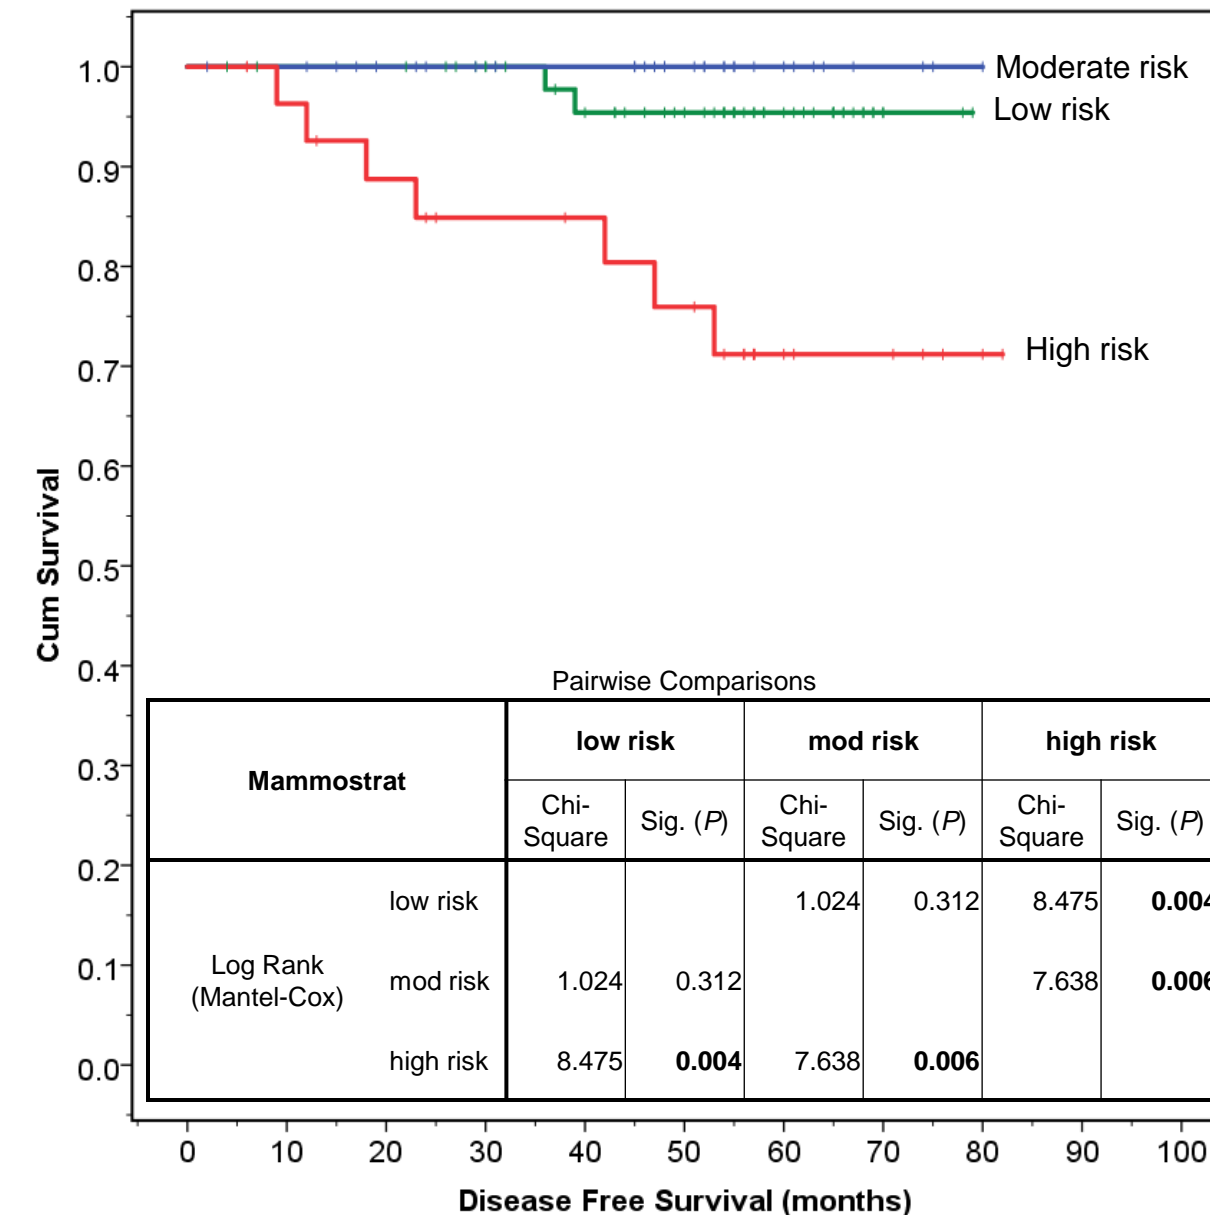 1.0
0.9
0.8
0.7
0.6
0.5
0.4
0.3
0.2
0.1
0.0
Cum Survival
Moderate risk
Low risk
High risk
Pairwise Comparisons
Mammostrat low risk mod risk high risk
Chi-Square Sig. (P) Chi-Square Sig. (P) Chi-Square Sig. (P)
Log Rank (Mantel-Cox)
low risk 1.024 0.312 8.475 0.004
mod risk 1.024 0.312 7.638 0.006
high risk 8.475 0.004 7.638 0.006
0 10 20 30 40 50 60 70 80 90 100
Disease Free Survival (months)